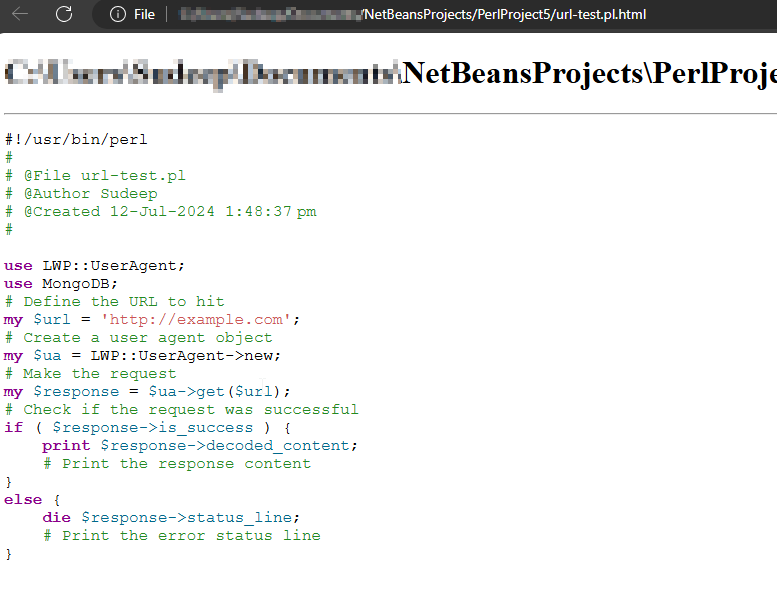 File
/NetBeansProjects/PerlProject5/url-test.pl.html
\NetBeansProjects\PerlProje
#!/usr/bin/perl
#
# @File url-test.pl
# @Author Sudeep
# @Created 12-Jul-2024 1:48:37 pm
#
use LWP::UserAgent;
use MongoDB;
# Define the URL to hit
my $url = 'http://example.com';
# Create a user agent object
my $ua = LWP::UserAgent->new;
# Make the request
my $response = $ua->get($url);
# Check if the request was successful
if ( $response->is_success ) {
    print $response->decoded_content;
    # Print the response content
}
else {
    die $response->status_line;
    # Print the error status line
}